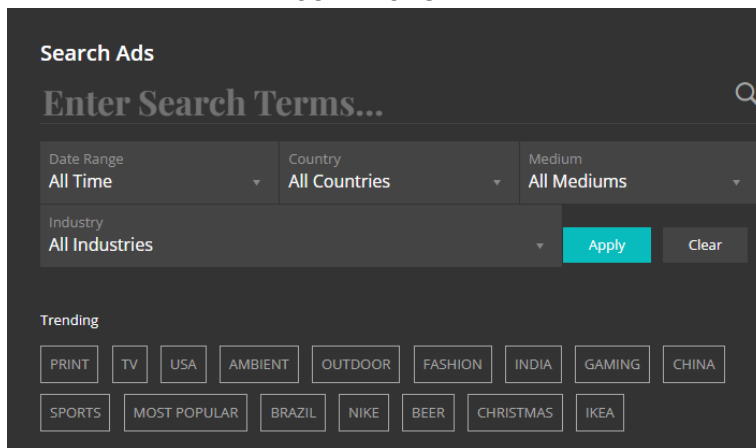 Search Ads
Enter Search Terms...
Date Range Country Medium
All Time All Countries All Mediums
Industry
All Industries Apply Clear
Trending
PRINT TV USA AMBIENT OUTDOOR FASHION INDIA GAMING CHINA
SPORTS MOST POPULAR BRAZIL NIKE BEER CHRISTMAS IKEA